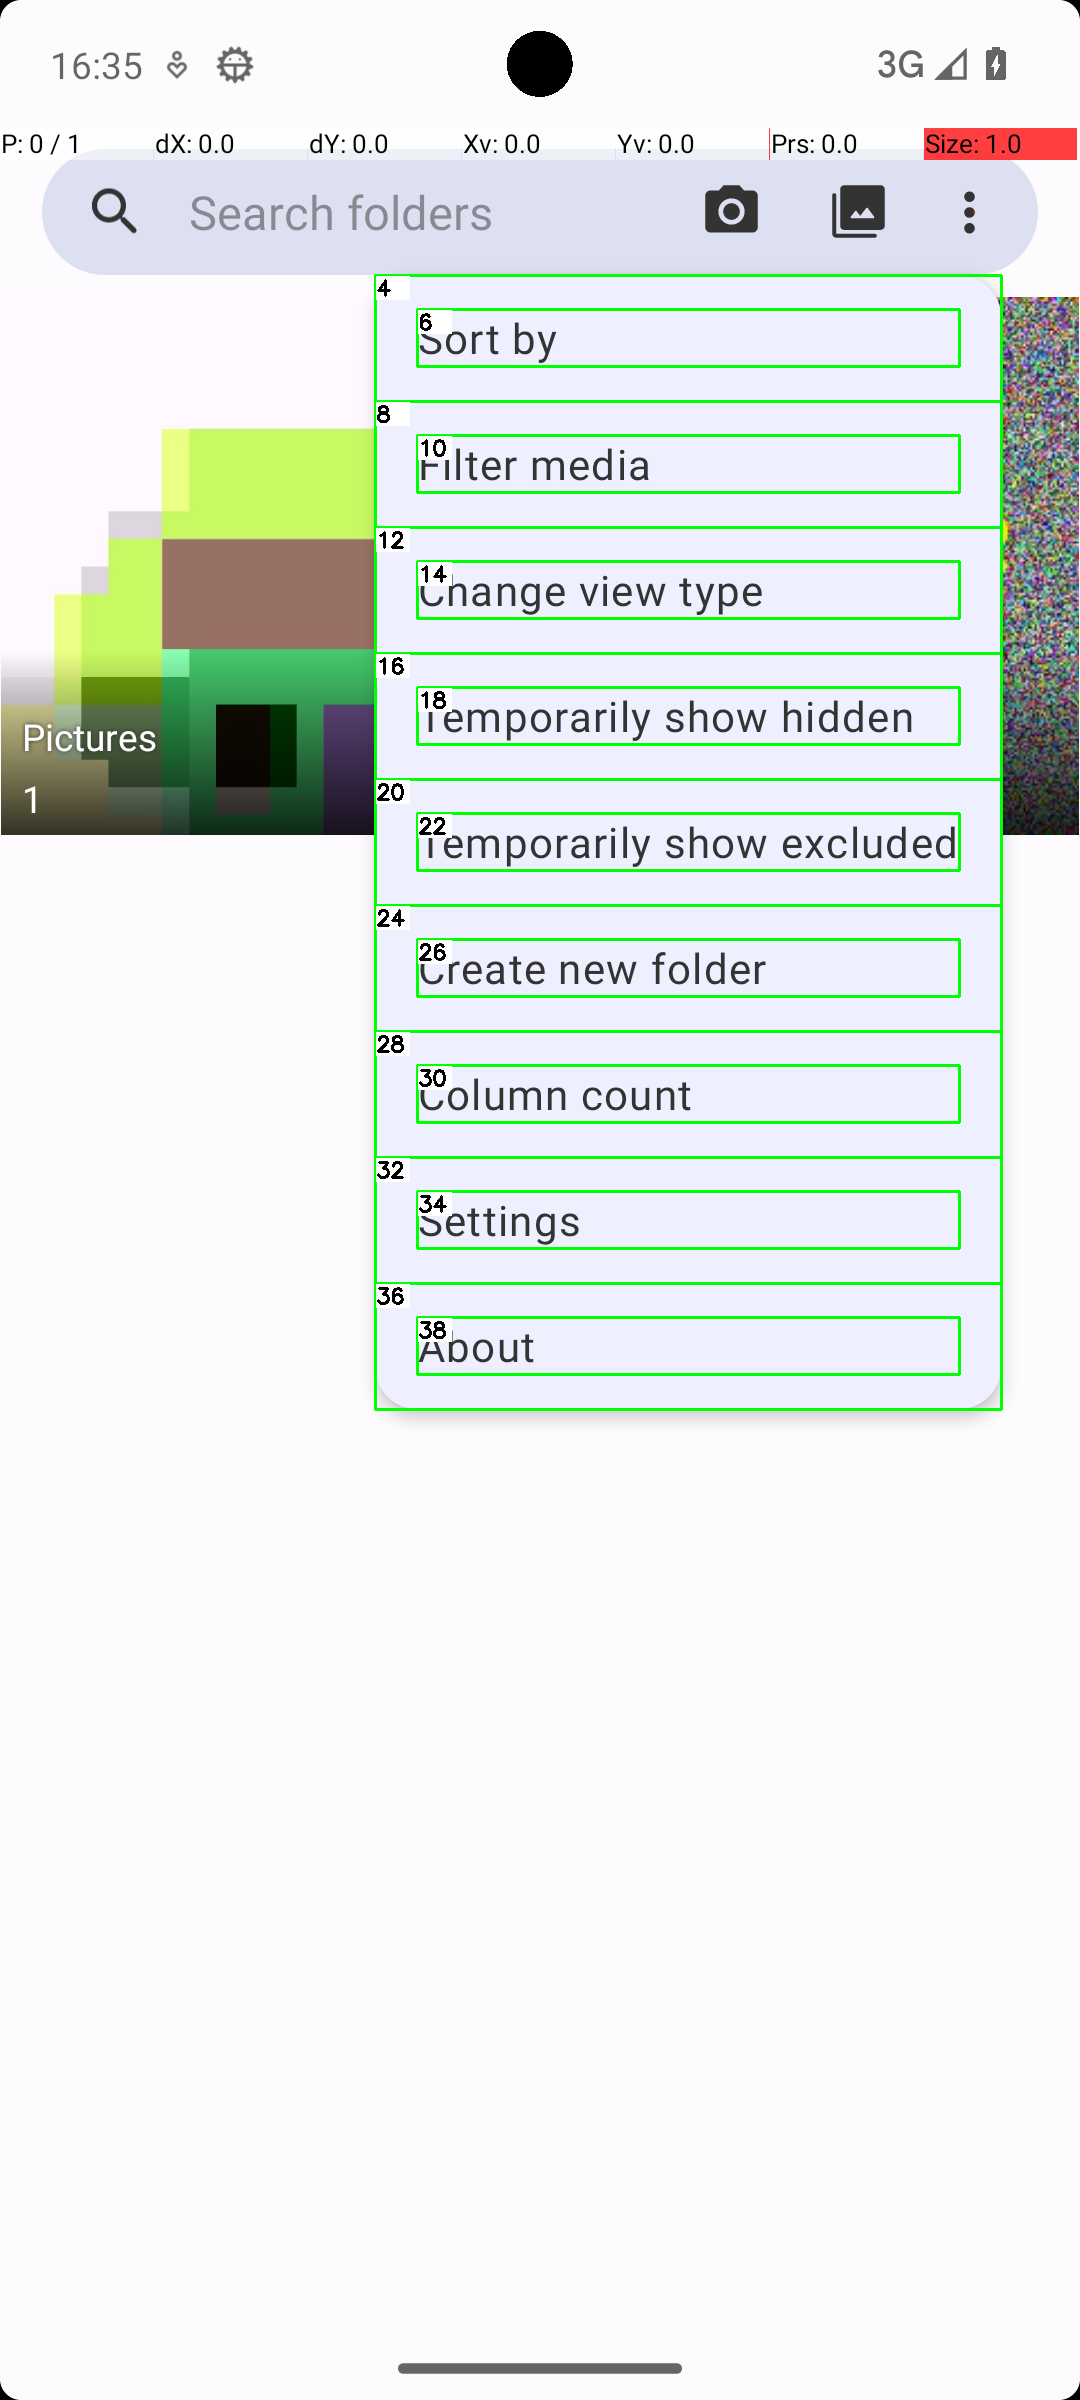 16:35
3G
P: 0 / 1 dX: 0.0 dY: 0.0 Xv: 0.0 Yv: 0.0 Prs: 0.0 Size: 1.0
Search folders
4
6
Sort by
8
10
Filter media
12
14
Change view type
16
18
Temporarily show hidden
20
22
Temporarily show excluded
24
26
Create new folder
28
30
Column count
32
34
Settings
36
38
About
Pictures
1